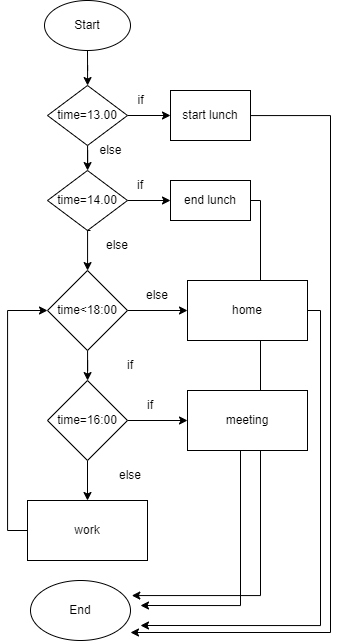 Start
if
time=13.00
start lunch
else
if
time=14.00
end lunch
else
else
time<18:00
home
if
if
time=16:00
meeting
else
work
End